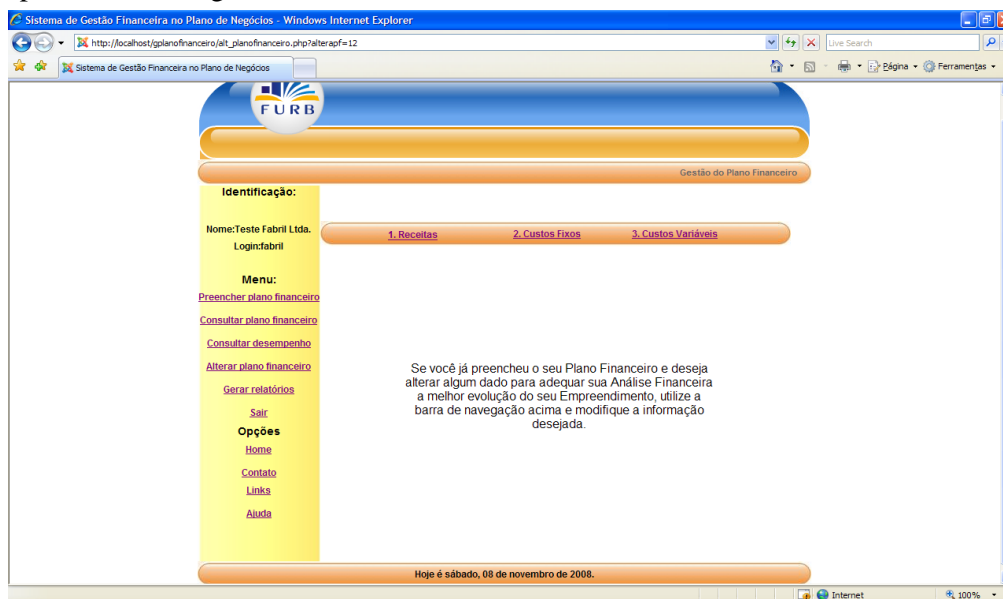 Sistema de Gestão Financeira no Plano de Negócios - Windows Internet Explorer
http://localhost/gplanofinanceiro/alt_planofinanceiro.php?alterapf=12
Live Search
Sistema de Gestão Financeira no Plano de Negócios
Página
Ferramentas
FURB
Gestão do Plano Financeiro
Identificação:
Nome:Teste Fabril Ltda.
Login:fabril
1. Receitas 2. Custos Fixos 3. Custos Variáveis
Menu:
Preencher plano financeiro
Consultar plano financeiro
Consultar desempenho
Alterar plano financeiro
Gerar relatórios
Sair
Opções
Home
Contato
Links
Ajuda
Se você já preencheu o seu Plano Financeiro e deseja
alterar algum dado para adequar sua Análise Financeira
a melhor evolução do seu Empreendimento, utilize a
barra de navegação acima e modifique a informação
desejada.
Hoje é sábado, 08 de novembro de 2008.
Internet
100%